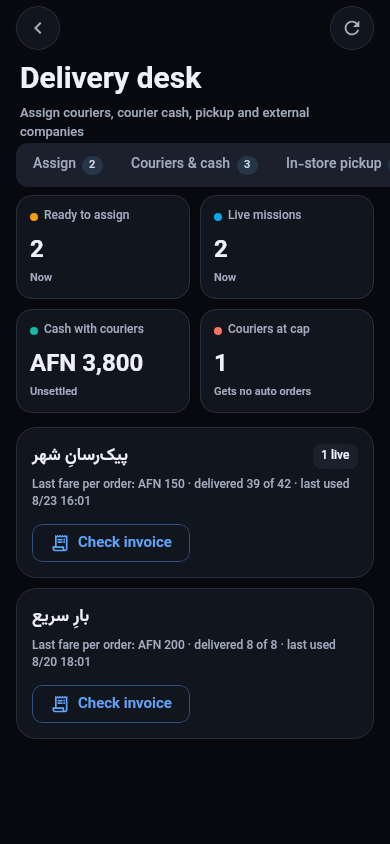 Delivery desk
Assign couriers, courier cash, pickup and external
companies
Assign 2 Couriers & cash 3 In-store pickup
Ready to assign
2
Now
Live missions
2
Now
Cash with couriers
AFN 3,800
Unsettled
Couriers at cap
1
Gets no auto orders
پیک‌رسانِ شهر
1 live
Last fare per order: AFN 150 · delivered 39 of 42 · last used
8/23 16:01
Check invoice
بارِ سریع
Last fare per order: AFN 200 · delivered 8 of 8 · last used
8/20 18:01
Check invoice